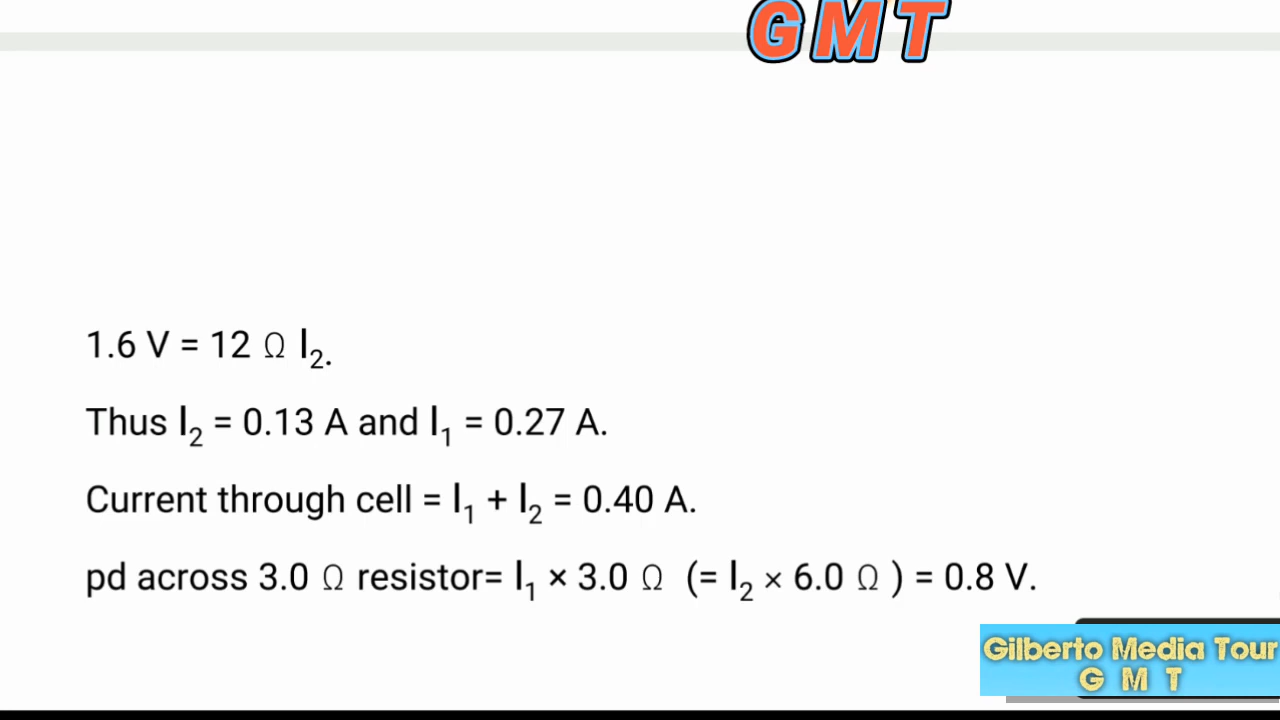 GMT
1.6 V = 12 Ω I₂.
Thus I₂ = 0.13 A and I₁ = 0.27 A.
Current through cell = I₁ + I₂ = 0.40 A.
pd across 3.0 Ω resistor= I₁ × 3.0 Ω (= I₂ × 6.0 Ω ) = 0.8 V.
Gilberto Media Tour
G M T